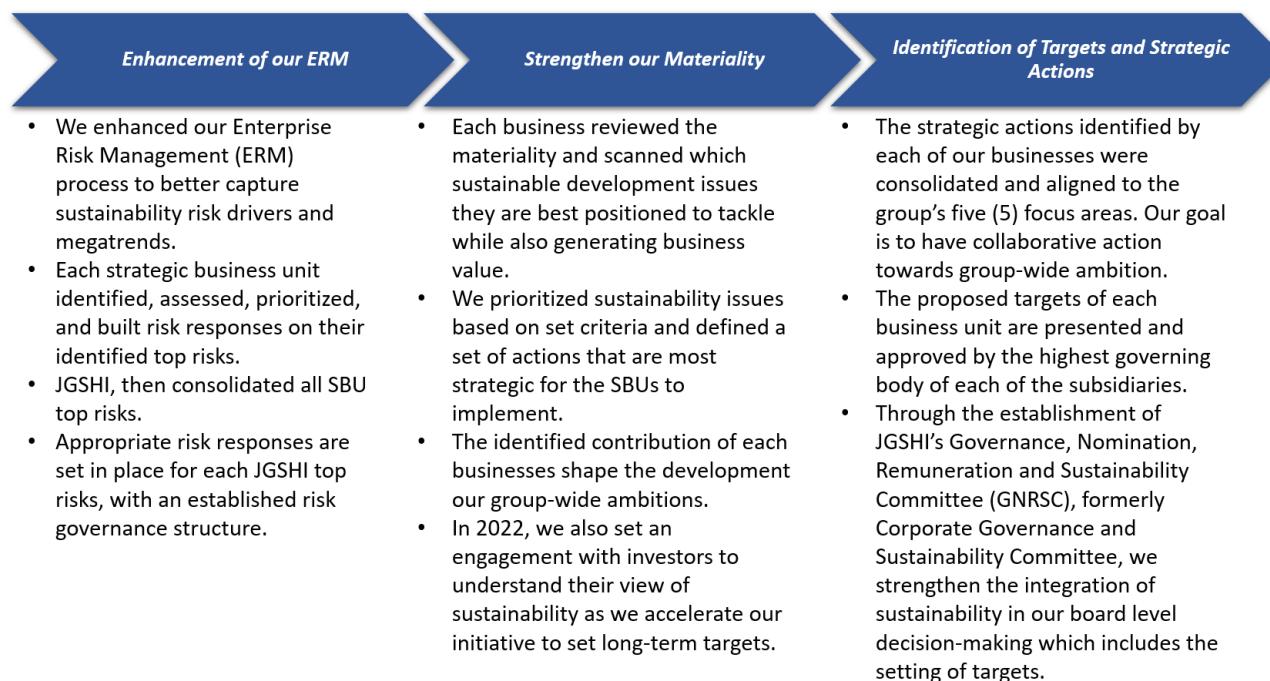 Enhancement of our ERM
• We enhanced our Enterprise
Risk Management (ERM)
process to better capture
sustainability risk drivers and
megatrends.
• Each strategic business unit
identified, assessed, prioritized,
and built risk responses on their
identified top risks.
• JGSHI, then consolidated all SBU
top risks.
• Appropriate risk responses are
set in place for each JGSHI top
risks, with an established risk
governance structure.
Strengthen our Materiality
• Each business reviewed the
materiality and scanned which
sustainable development issues
they are best positioned to tackle
while also generating business
value.
• We prioritized sustainability issues
based on set criteria and defined a
set of actions that are most
strategic for the SBUs to
implement.
• The identified contribution of each
businesses shape the development
our group-wide ambitions.
• In 2022, we also set an
engagement with investors to
understand their view of
sustainability as we accelerate our
initiative to set long-term targets.
Identification of Targets and Strategic
Actions
• The strategic actions identified by
each of our businesses were
consolidated and aligned to the
group’s five (5) focus areas. Our goal
is to have collaborative action
towards group-wide ambition.
• The proposed targets of each
business unit are presented and
approved by the highest governing
body of each of the subsidiaries.
• Through the establishment of
JGSHI’s Governance, Nomination,
Remuneration and Sustainability
Committee (GNRSC), formerly
Corporate Governance and
Sustainability Committee, we
strengthen the integration of
sustainability in our board level
decision-making which includes the
setting of targets.